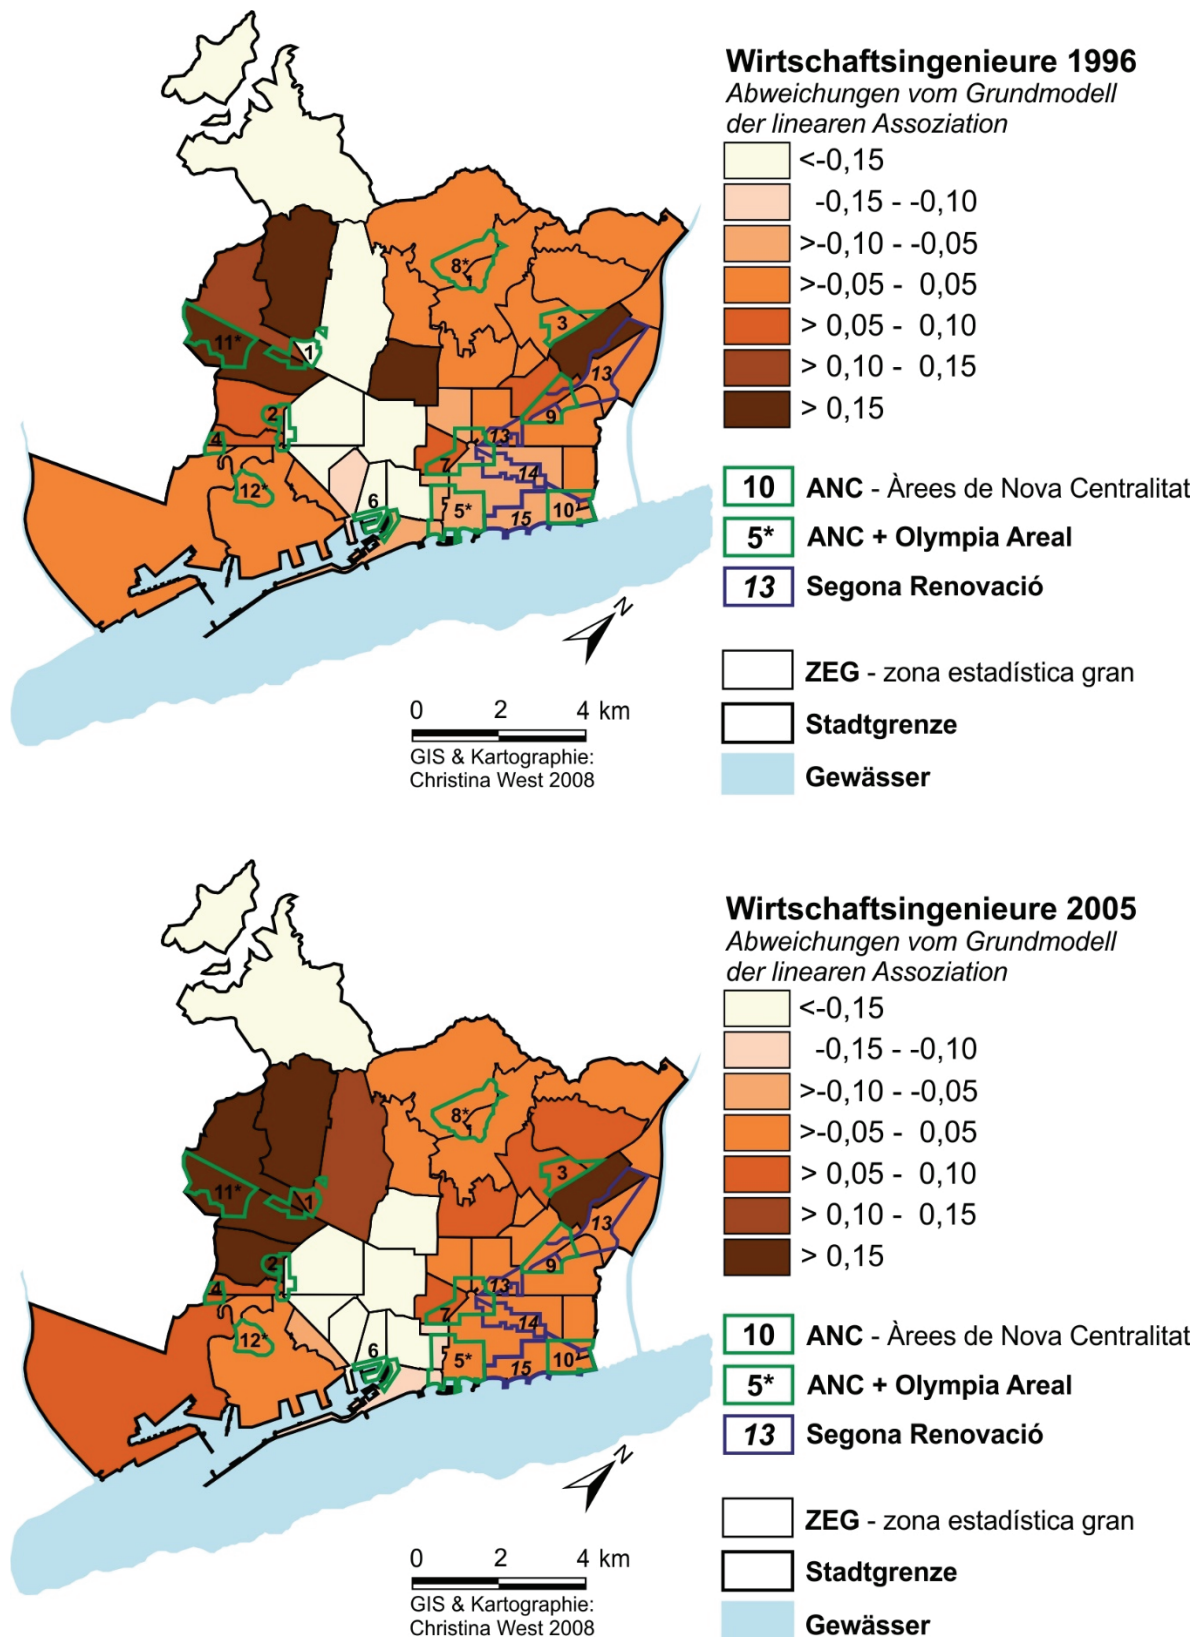 Wirtschaftsingenieure 1996
Abweichungen vom Grundmodell
der linearen Assoziation
<-0,15
-0,15 - -0,10
>-0,10 - -0,05
>-0,05 - 0,05
> 0,05 - 0,10
> 0,10 - 0,15
> 0,15
10 ANC - Àrees de Nova Centralitat
5* ANC + Olympia Areal
13 Segona Renovació
ZEG - zona estadística gran
Stadtgrenze
Gewässer
8*
3
11*
1
13
2
9
4
13
7
14
12*
6
5*
15
10
N
0 2 4 km
GIS & Kartographie:
Christina West 2008
Wirtschaftsingenieure 2005
Abweichungen vom Grundmodell
der linearen Assoziation
<-0,15
-0,15 - -0,10
>-0,10 - -0,05
>-0,05 - 0,05
> 0,05 - 0,10
> 0,10 - 0,15
> 0,15
10 ANC - Àrees de Nova Centralitat
5* ANC + Olympia Areal
13 Segona Renovació
ZEG - zona estadística gran
Stadtgrenze
Gewässer
8*
3
11*
1
13
2
9
4
13
7
14
12*
6
5*
15
10
N
0 2 4 km
GIS & Kartographie:
Christina West 2008